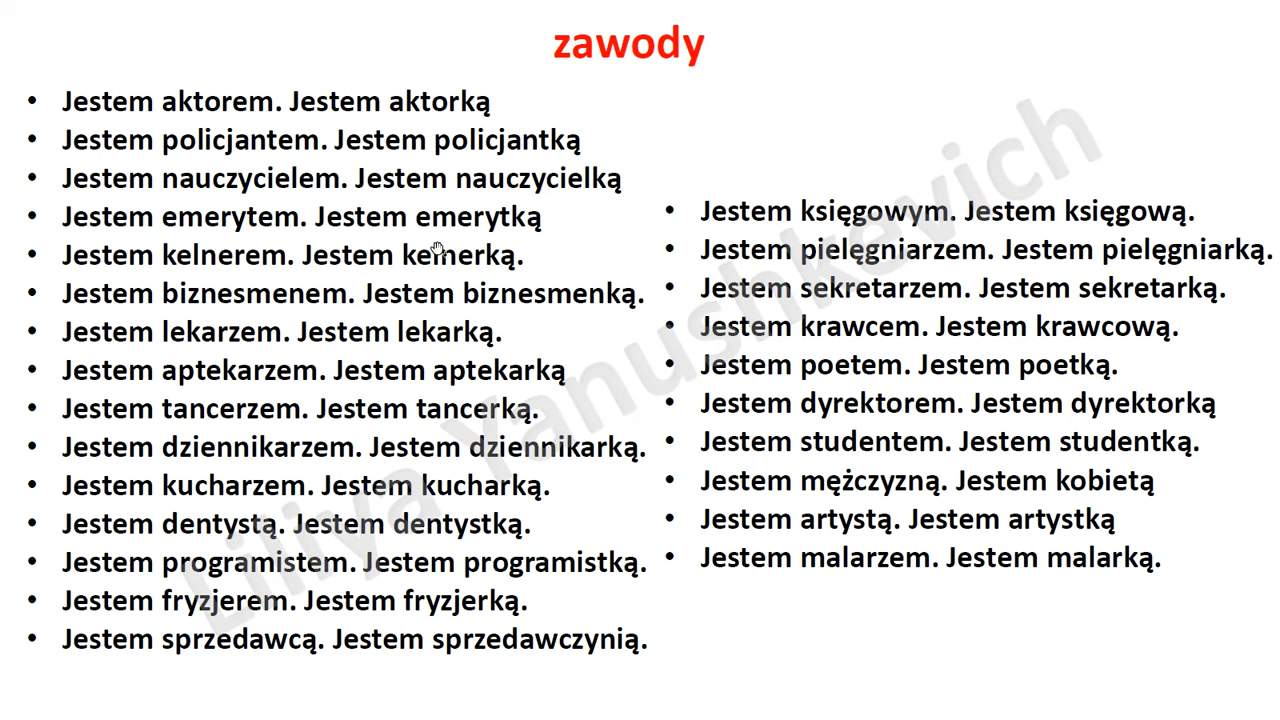 zawody
• Jestem aktorem. Jestem aktorką
• Jestem policjantem. Jestem policjantką
• Jestem nauczycielem. Jestem nauczycielką
• Jestem emerytem. Jestem emerytką
• Jestem kelnerem. Jestem kelnerką.
• Jestem biznesmenem. Jestem biznesmenką.
• Jestem lekarzem. Jestem lekarką.
• Jestem aptekarzem. Jestem aptekarką
• Jestem tancerzem. Jestem tancerką.
• Jestem dziennikarzem. Jestem dziennikarką.
• Jestem kucharzem. Jestem kucharką.
• Jestem dentystą. Jestem dentystką.
• Jestem programistem. Jestem programistką.
• Jestem fryzjerem. Jestem fryzjerką.
• Jestem sprzedawcą. Jestem sprzedawczynią.
• Jestem księgowym. Jestem księgową.
• Jestem pielęgniarzem. Jestem pielęgniarką.
• Jestem sekretarzem. Jestem sekretarką.
• Jestem krawcem. Jestem krawcową.
• Jestem poetem. Jestem poetką.
• Jestem dyrektorem. Jestem dyrektorką
• Jestem studentem. Jestem studentką.
• Jestem mężczyzną. Jestem kobietą
• Jestem artystą. Jestem artystką
• Jestem malarzem. Jestem malarką.
Liliya Yanushkevich